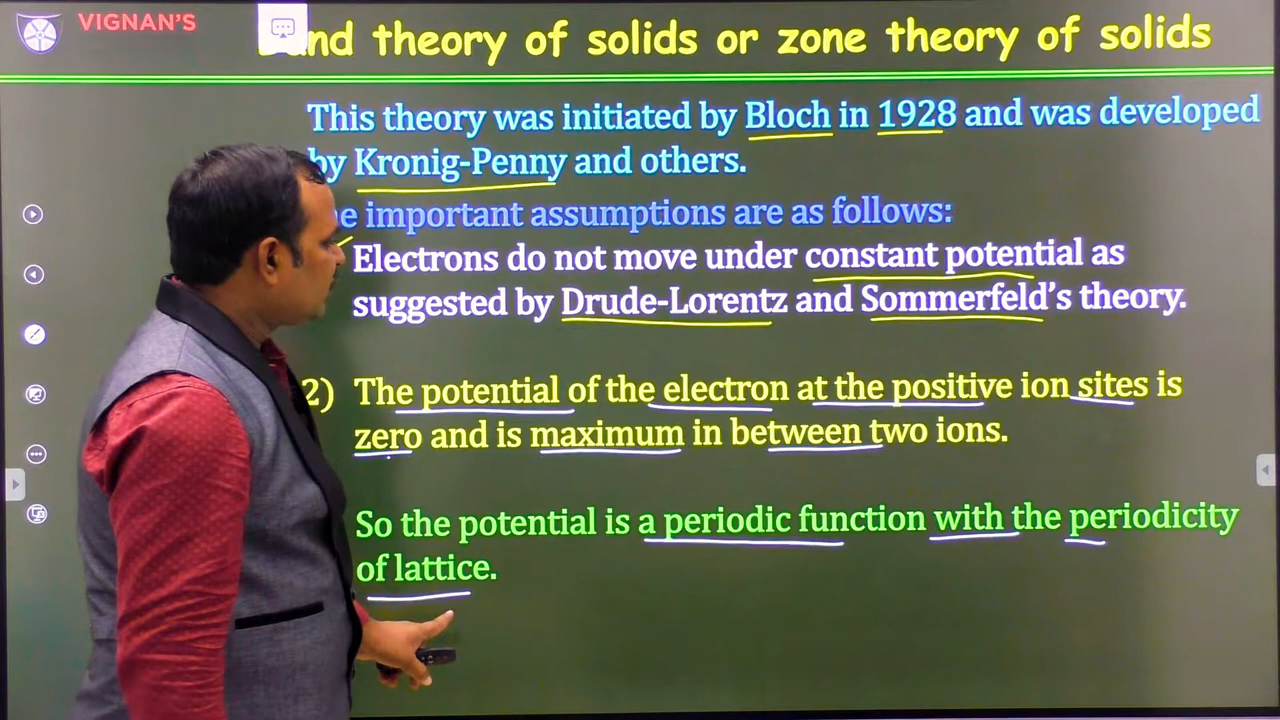 VIGNAN'S
and theory of solids or zone theory of solids
This theory was initiated by Bloch in 1928 and was developed
by Kronig-Penny and others.
e important assumptions are as follows:
Electrons do not move under constant potential as
suggested by Drude-Lorentz and Sommerfeld's theory.
2) The potential of the electron at the positive ion sites is
zero and is maximum in between two ions.
So the potential is a periodic function with the periodicity
of lattice.